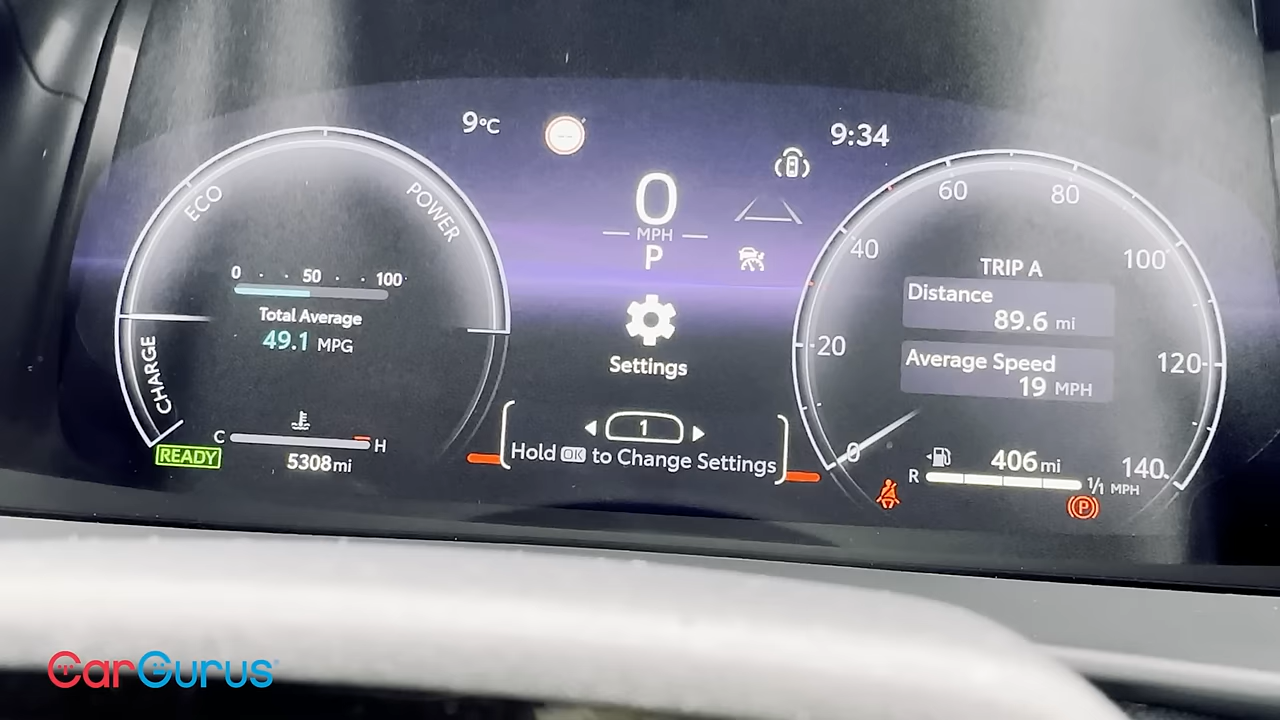 9°C
--
9:34
ECO
POWER
CHARGE
0 50 100
Total Average
49.1 MPG
C H
READY
5308mi
0
MPH
P
Settings
1
Hold OK to Change Settings
0
20
40
60
80
100
120
140
MPH
TRIP A
Distance
89.6 mi
Average Speed
19 MPH
406mi
R 1/1
P
CarGurus